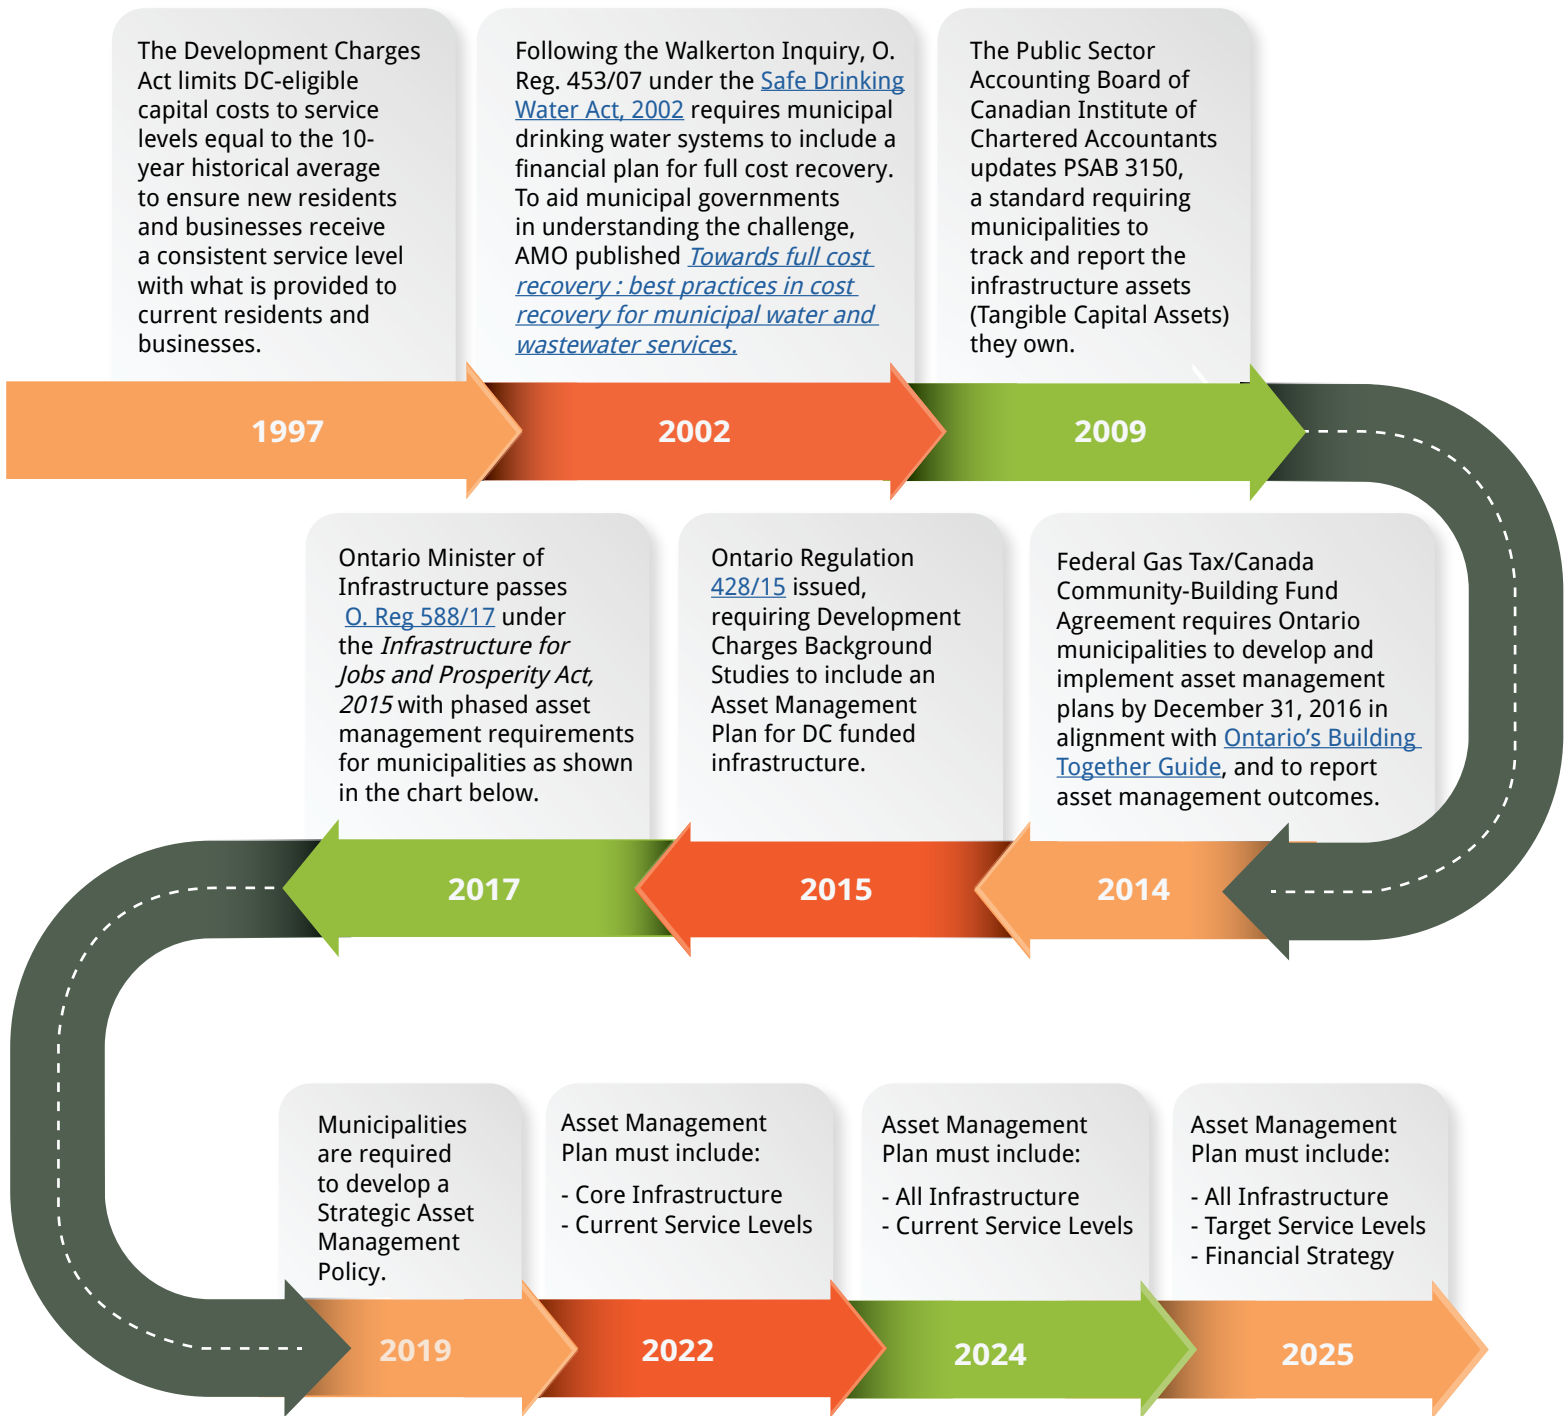 The Development Charges
Act limits DC-eligible
capital costs to service
levels equal to the 10-
year historical average
to ensure new residents
and businesses receive
a consistent service level
with what is provided to
current residents and
businesses.
1997
Following the Walkerton Inquiry, O.
Reg. 453/07 under the Safe Drinking
Water Act, 2002 requires municipal
drinking water systems to include a
financial plan for full cost recovery.
To aid municipal governments
in understanding the challenge,
AMO published Towards full cost
recovery : best practices in cost
recovery for municipal water and
wastewater services.
2002
The Public Sector
Accounting Board of
Canadian Institute of
Chartered Accountants
updates PSAB 3150,
a standard requiring
municipalities to
track and report the
infrastructure assets
(Tangible Capital Assets)
they own.
2009
Federal Gas Tax/Canada
Community-Building Fund
Agreement requires Ontario
municipalities to develop and
implement asset management
plans by December 31, 2016 in
alignment with Ontario’s Building
Together Guide, and to report
asset management outcomes.
2014
Ontario Regulation
428/15 issued,
requiring Development
Charges Background
Studies to include an
Asset Management
Plan for DC funded
infrastructure.
2015
Ontario Minister of
Infrastructure passes
O. Reg 588/17 under
the Infrastructure for
Jobs and Prosperity Act,
2015 with phased asset
management requirements
for municipalities as shown
in the chart below.
2017
Municipalities
are required
to develop a
Strategic Asset
Management
Policy.
2019
Asset Management
Plan must include:
- Core Infrastructure
- Current Service Levels
2022
Asset Management
Plan must include:
- All Infrastructure
- Current Service Levels
2024
Asset Management
Plan must include:
- All Infrastructure
- Target Service Levels
- Financial Strategy
2025